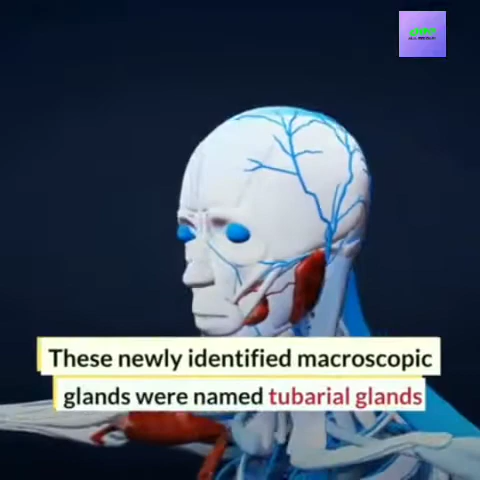 These newly identified macroscopic
glands were named tubarial glands